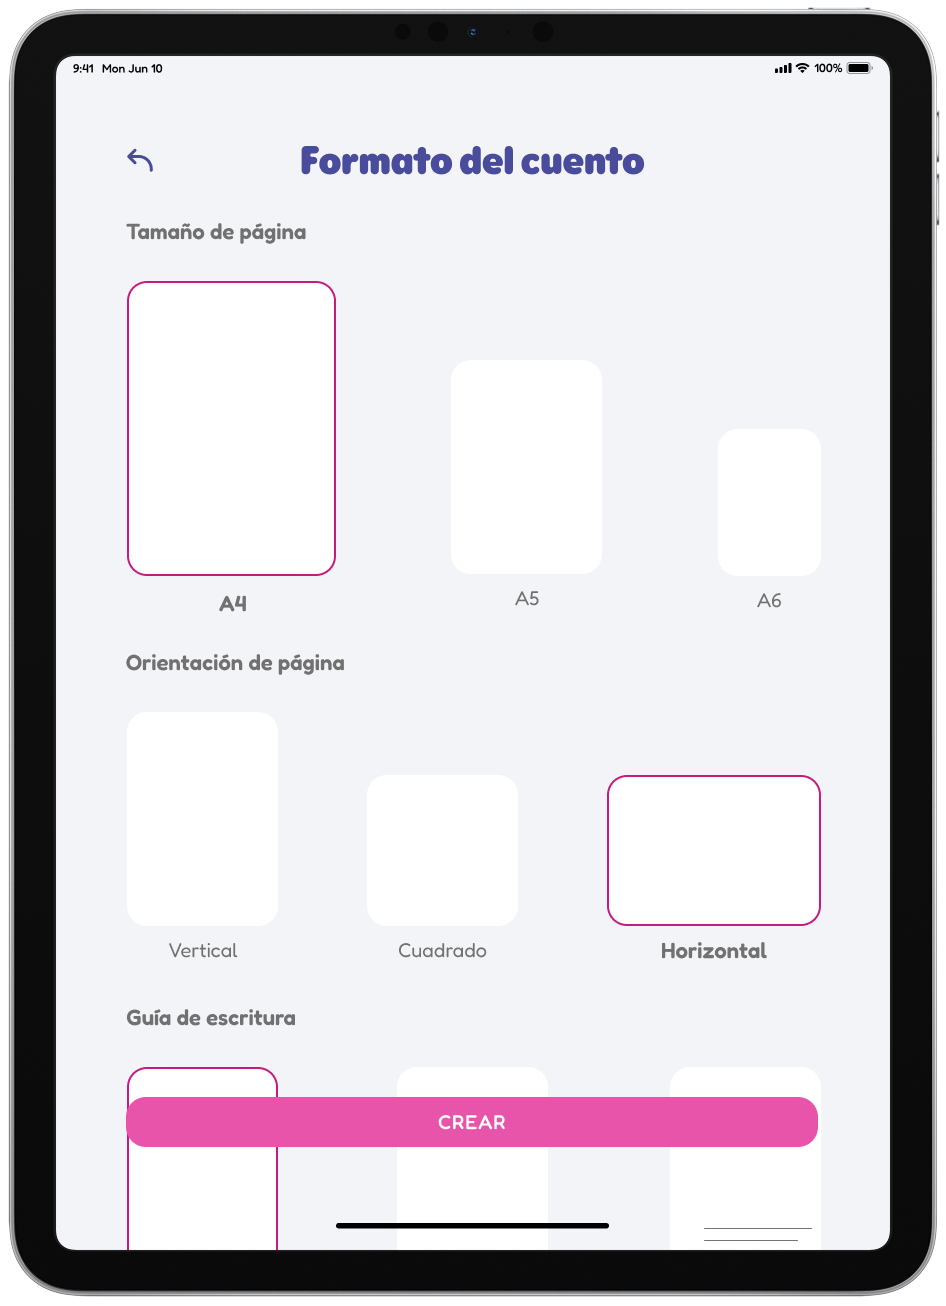 9:41 Mon Jun 10
100%
Formato del cuento
Tamaño de página
A4
A5
A6
Orientación de página
Vertical
Cuadrado
Horizontal
Guía de escritura
CREAR